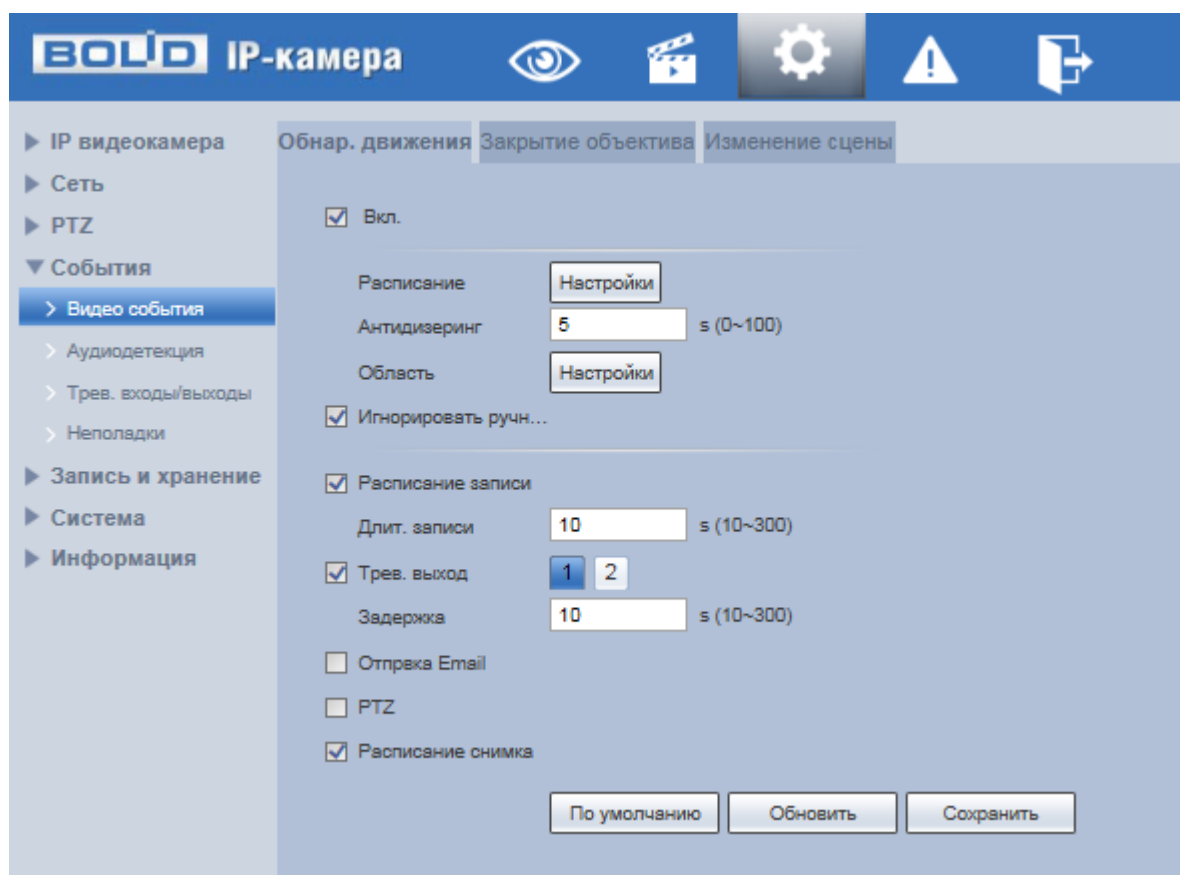 BOLID IP-камера
IP видеокамера
Сеть
PTZ
События
Видео события
Аудиодетекция
Трев. входы/выходы
Неполадки
Запись и хранение
Система
Информация
Обнар. движения Закрытие объектива Изменение сцены
Вкл.
Расписание Настройки
Антидизеринг 5 s (0~100)
Область Настройки
Игнорировать ручн...
Расписание записи
Длит. записи 10 s (10~300)
Трев. выход 1 2
Задержка 10 s (10~300)
Отпрвка Email
PTZ
Расписание снимка
По умолчанию Обновить Сохранить